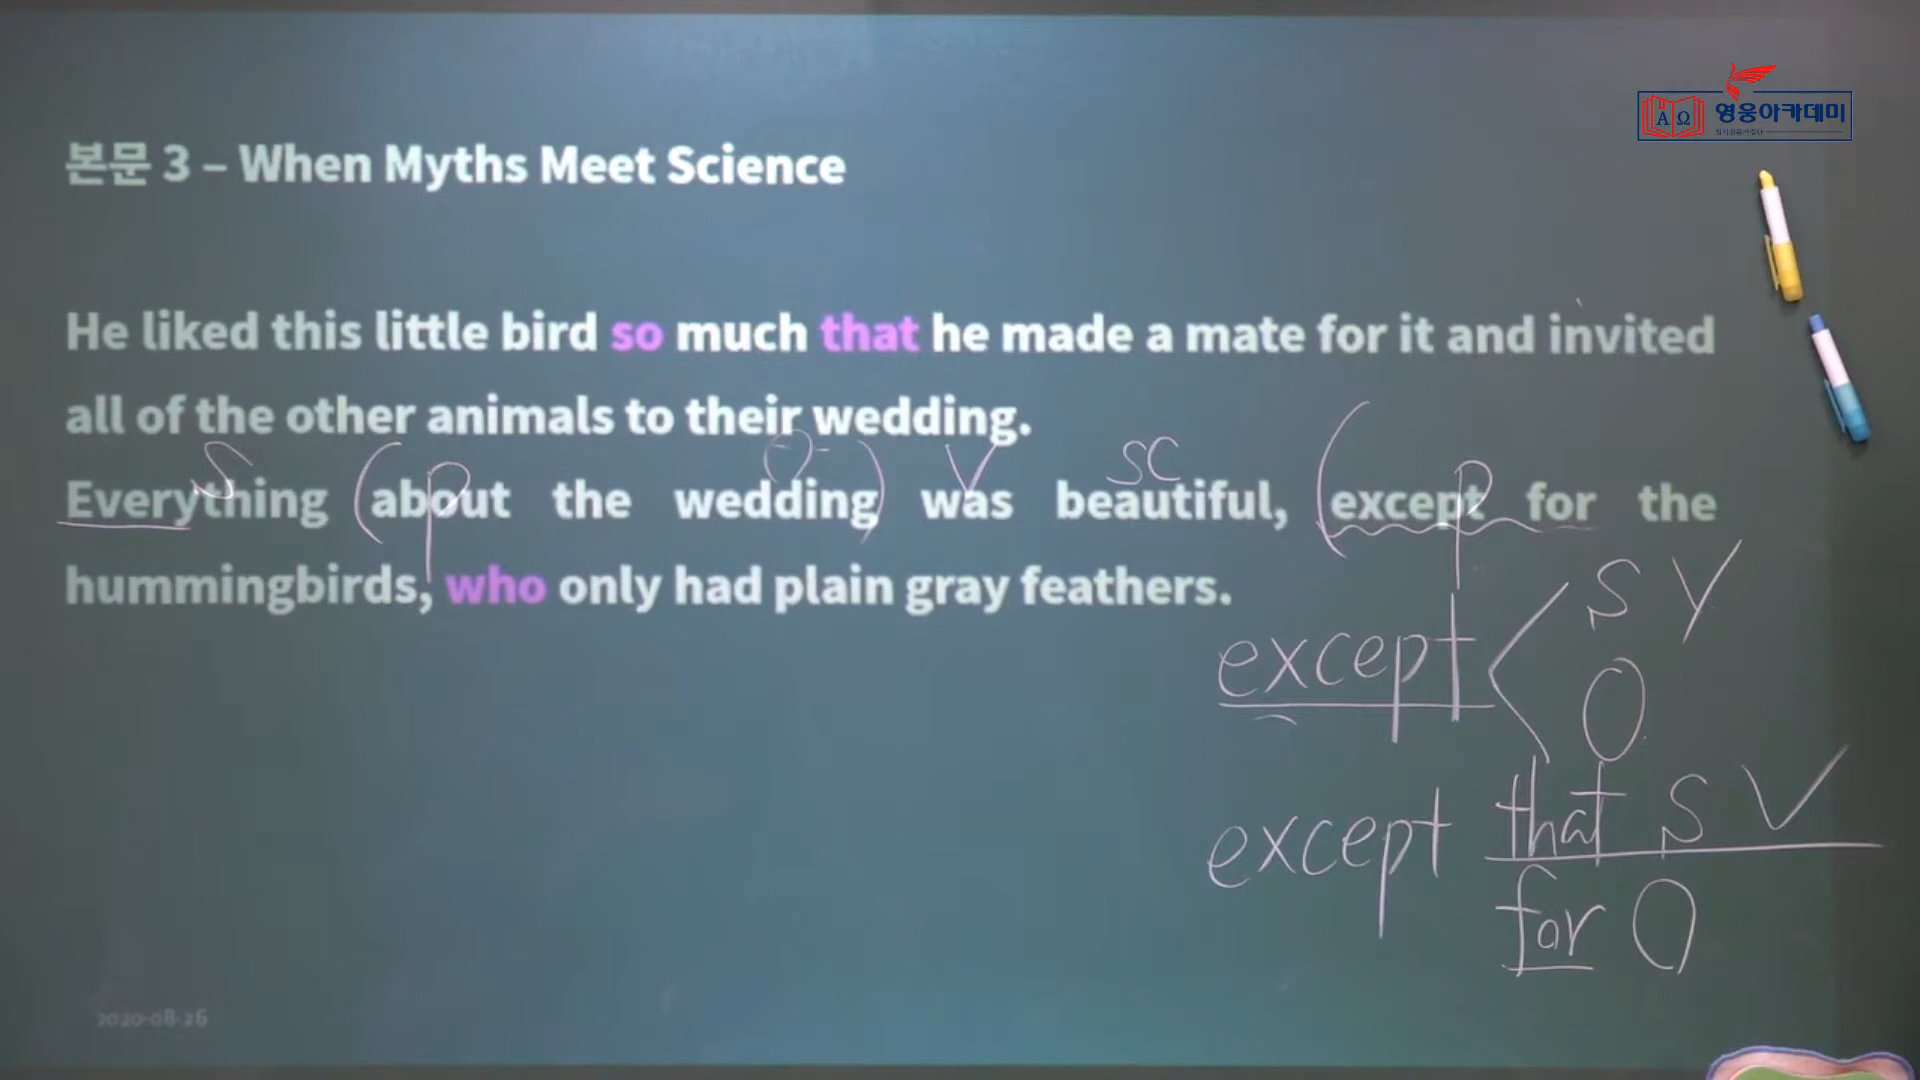 영웅아카데미
본문 3 – When Myths Meet Science
He liked this little bird so much that he made a mate for it and invited
all of the other animals to their wedding.
S O V SC
Everything (about the wedding) was beautiful, (except for the
p p
hummingbirds, who only had plain gray feathers.
except < S V
O
except that S V
for O
2020-08-26